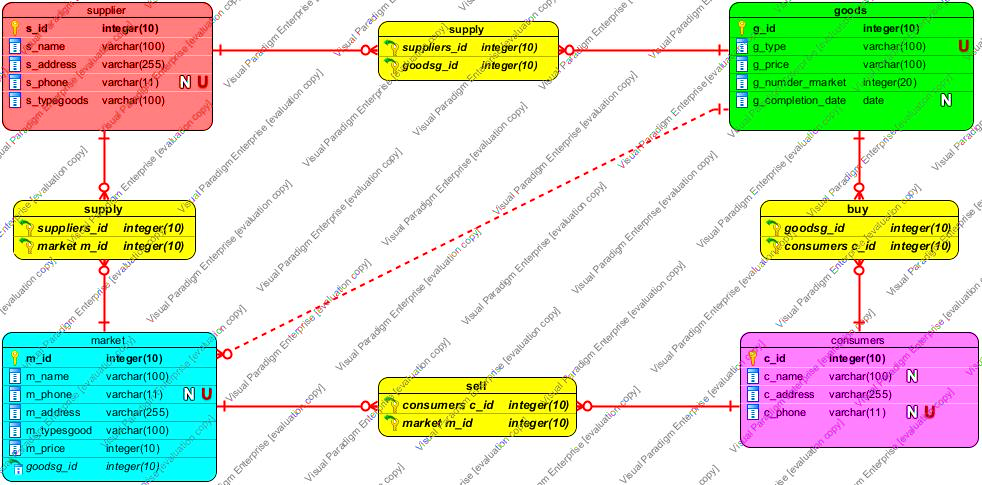 supplier
s_id integer(10)
s_name varchar(100)
s_address varchar(255)
s_phone varchar(11) N U
s_typegoods varchar(100)
supply
suppliers_id integer(10)
goodsg_id integer(10)
goods
g_id integer(10)
g_type varchar(100) U
g_price varchar(100)
g_number_market integer(20)
g_completion_date date N
supply
suppliers_id integer(10)
market m_id integer(10)
buy
goodsg_id integer(10)
consumers c_id integer(10)
market
m_id integer(10)
m_name varchar(100)
m_phone varchar(11) N U
m_address varchar(255)
m_typesgood varchar(100)
m_price integer(10)
goodsg_id integer(10)
sell
consumers c_id integer(10)
market m_id integer(10)
consumers
c_id integer(10)
c_name varchar(100) N
c_address varchar(255)
c_phone varchar(11) N U
Visual Paradigm Enterprise [evaluation copy]